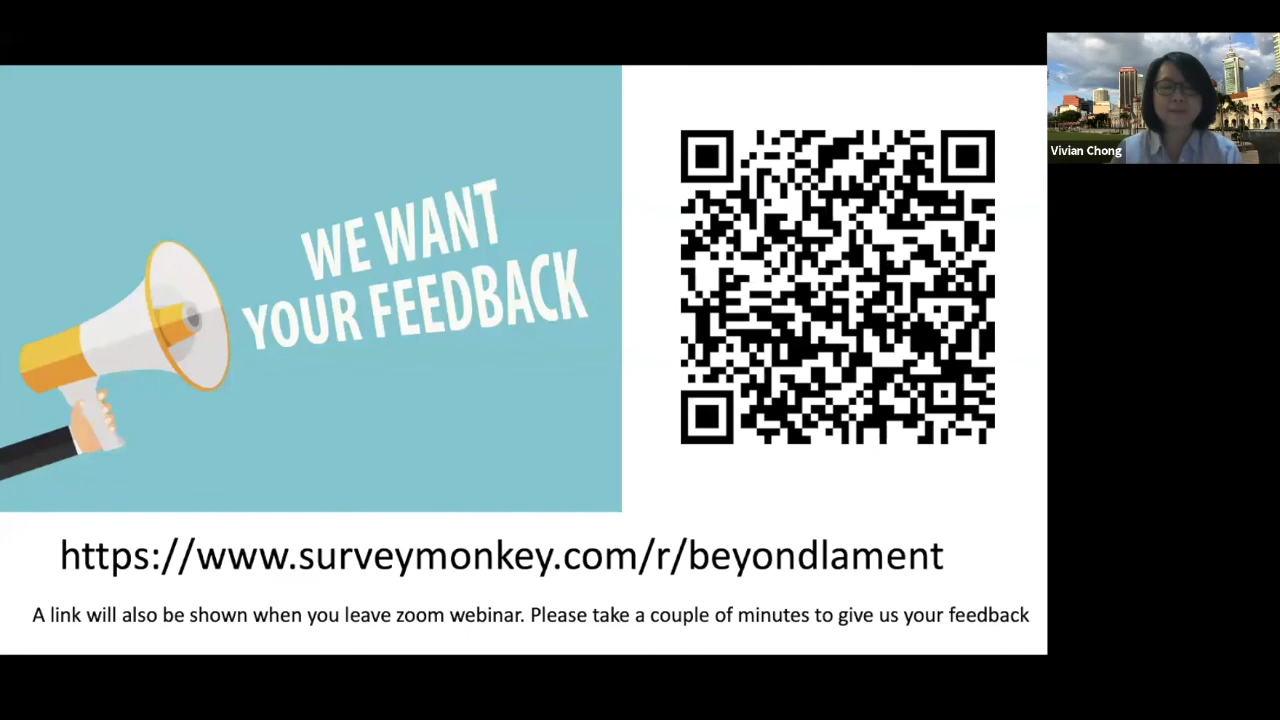 WE WANT
YOUR FEEDBACK
Vivian Chong
https://www.surveymonkey.com/r/beyondlament
A link will also be shown when you leave zoom webinar. Please take a couple of minutes to give us your feedback